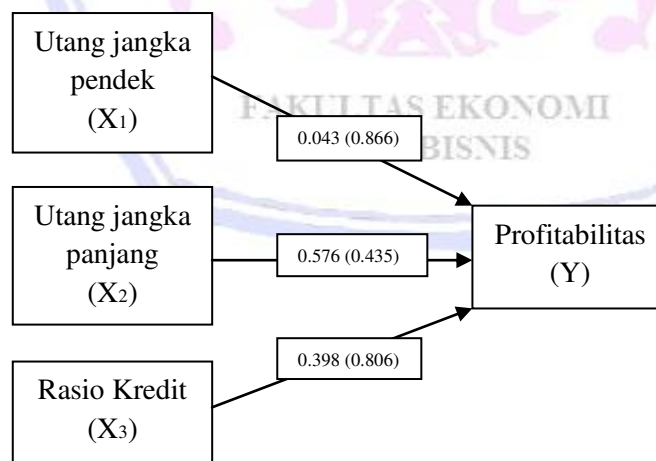 Utang jangka
pendek
(X1)
FAKULTAS EKONOMI
BISNIS
0.043 (0.866)
Utang jangka
panjang
(X2)
0.576 (0.435)
Profitabilitas
(Y)
0.398 (0.806)
Rasio Kredit
(X3)